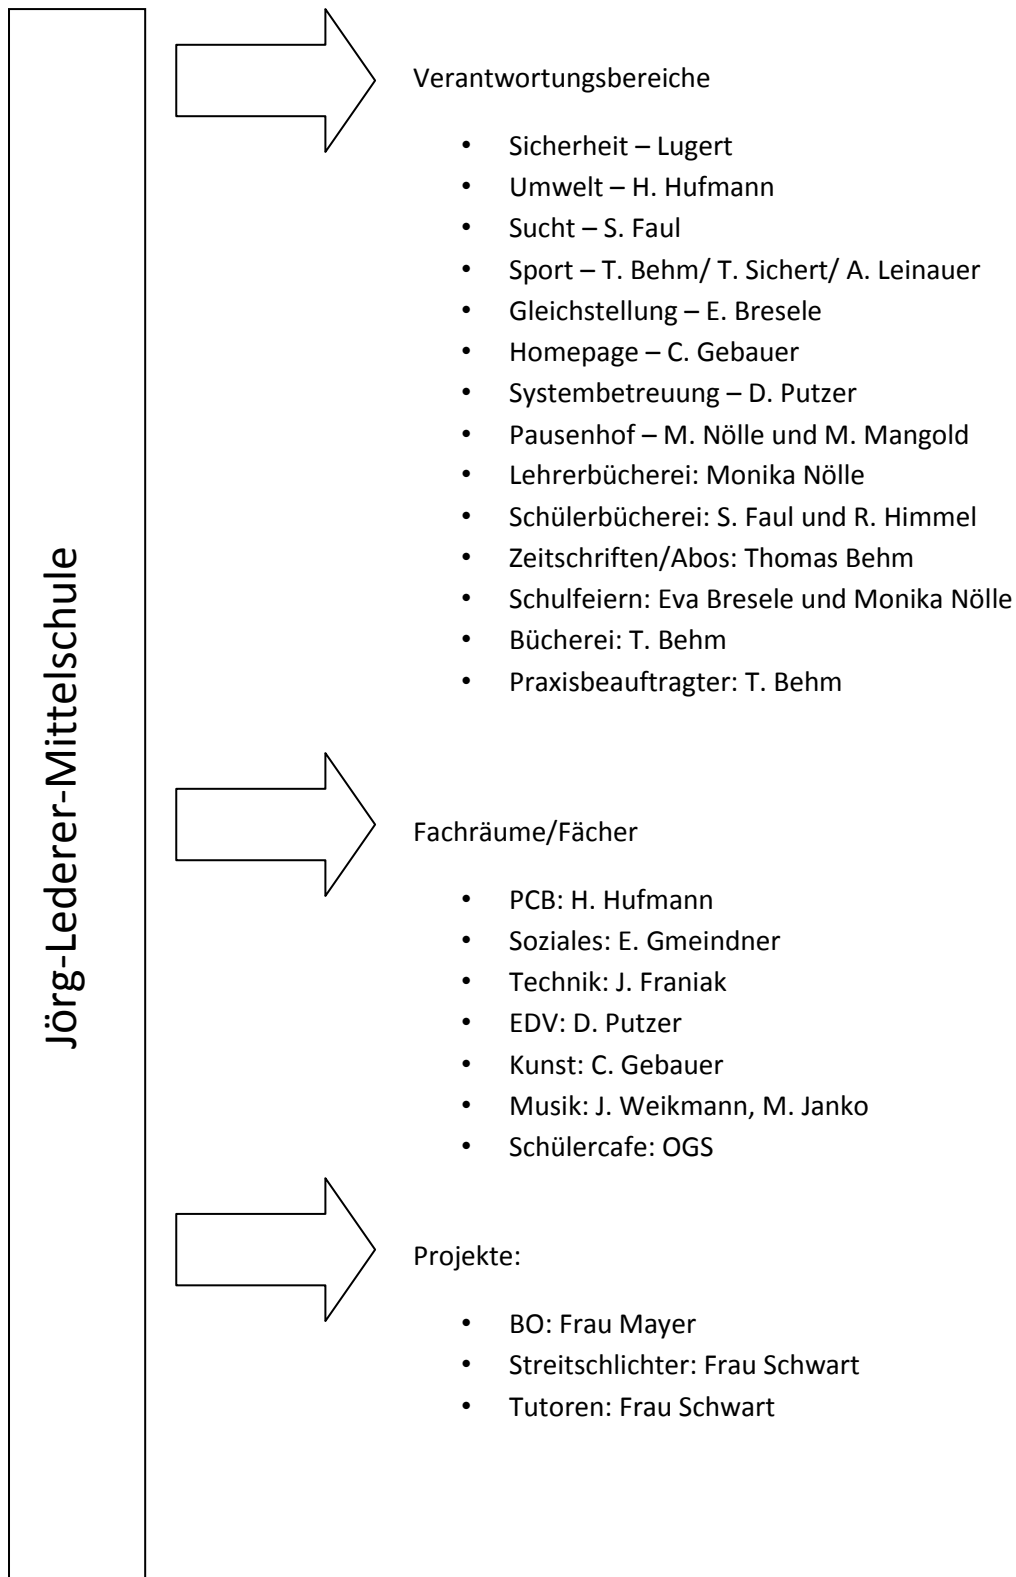 Jörg-Lederer-Mittelschule
Verantwortungsbereiche
• Sicherheit – Lugert
• Umwelt – H. Hufmann
• Sucht – S. Faul
• Sport – T. Behm/ T. Sichert/ A. Leinauer
• Gleichstellung – E. Bresele
• Homepage – C. Gebauer
• Systembetreuung – D. Putzer
• Pausenhof – M. Nölle und M. Mangold
• Lehrerbücherei: Monika Nölle
• Schülerbücherei: S. Faul und R. Himmel
• Zeitschriften/Abos: Thomas Behm
• Schulfeiern: Eva Bresele und Monika Nölle
• Bücherei: T. Behm
• Praxisbeauftragter: T. Behm
Fachräume/Fächer
• PCB: H. Hufmann
• Soziales: E. Gmeindner
• Technik: J. Franiak
• EDV: D. Putzer
• Kunst: C. Gebauer
• Musik: J. Weikmann, M. Janko
• Schülercafe: OGS
Projekte:
• BO: Frau Mayer
• Streitschlichter: Frau Schwart
• Tutoren: Frau Schwart